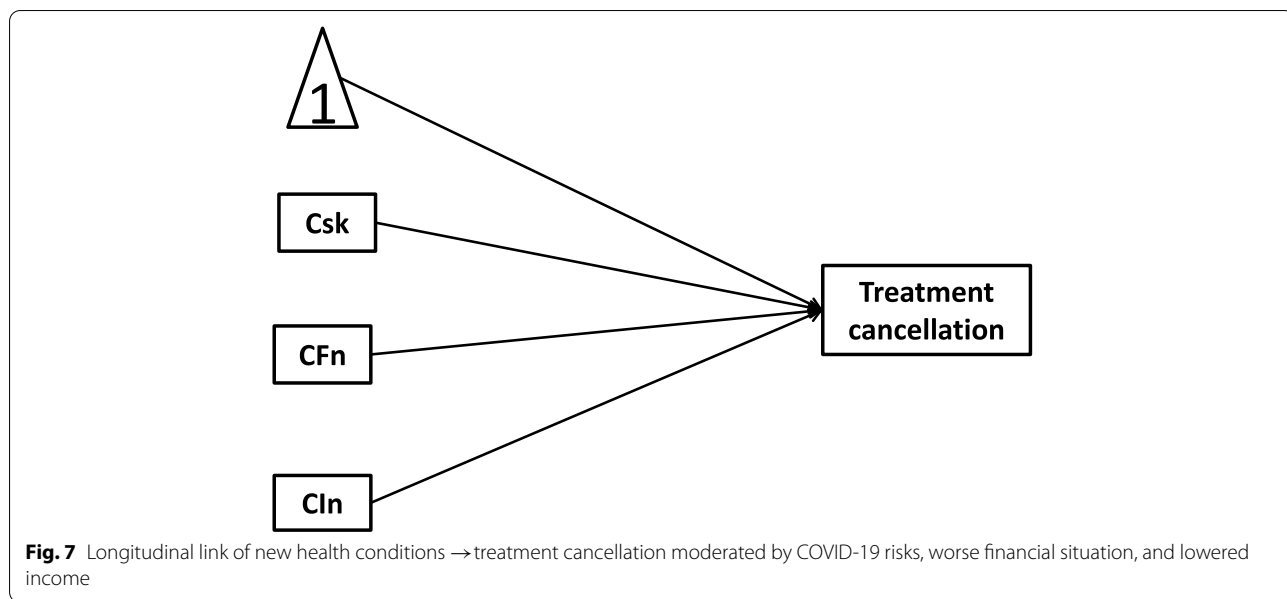 1
Csk
CFn
CIn
Treatment
cancellation
Fig. 7 Longitudinal link of new health conditions → treatment cancellation moderated by COVID-19 risks, worse financial situation, and lowered
income